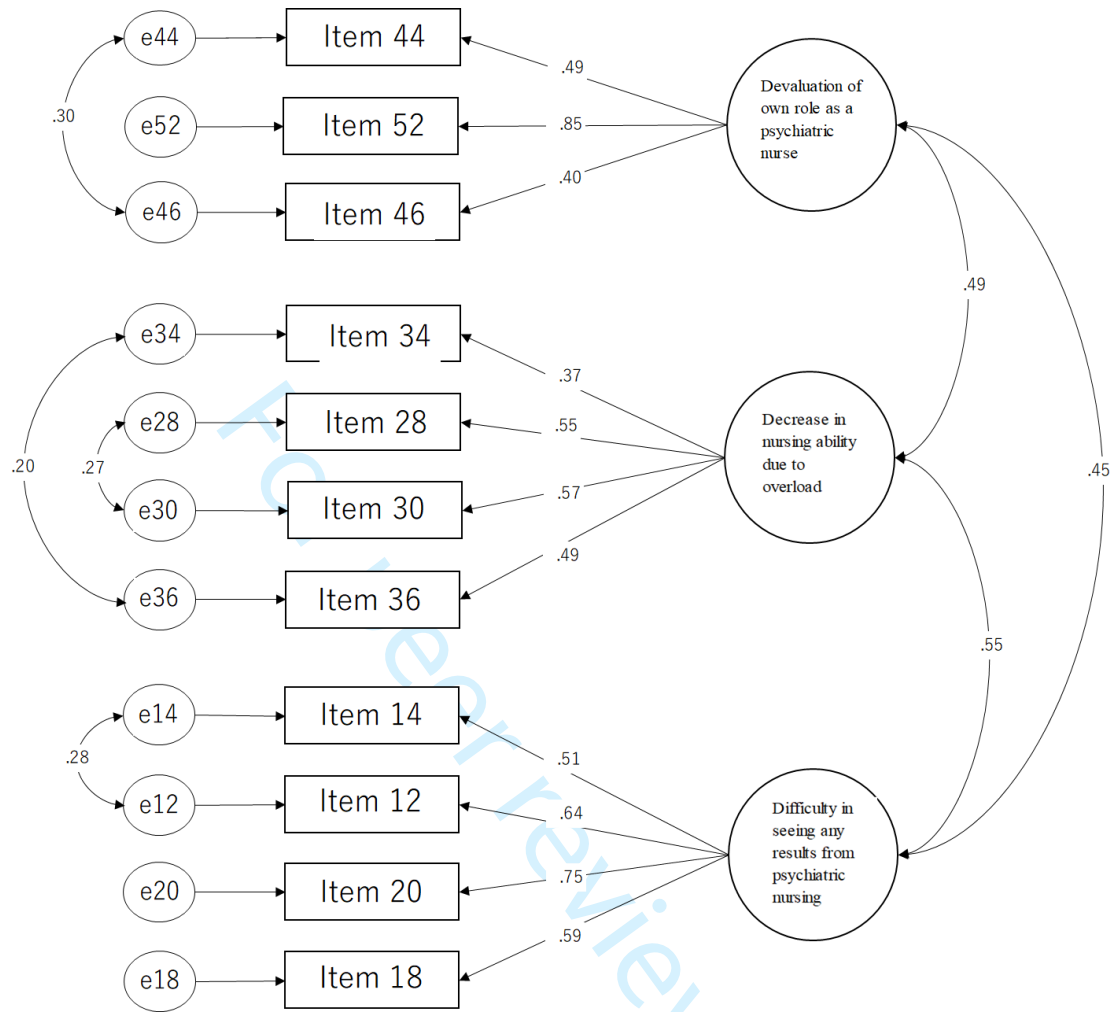 e44
Item 44
.49
.30
e52
Item 52
.85
.40
e46
Item 46
Devaluation of
own role as a
psychiatric
nurse
.49
.45
.55
e34
Item 34
.37
e28
Item 28
.55
.20
.27
.57
e30
Item 30
.49
e36
Item 36
Decrease in
nursing ability
due to
overload
e14
Item 14
.51
.28
e12
Item 12
.64
.75
e20
Item 20
.59
e18
Item 18
Difficulty in
seeing any
results from
psychiatric
nursing
review